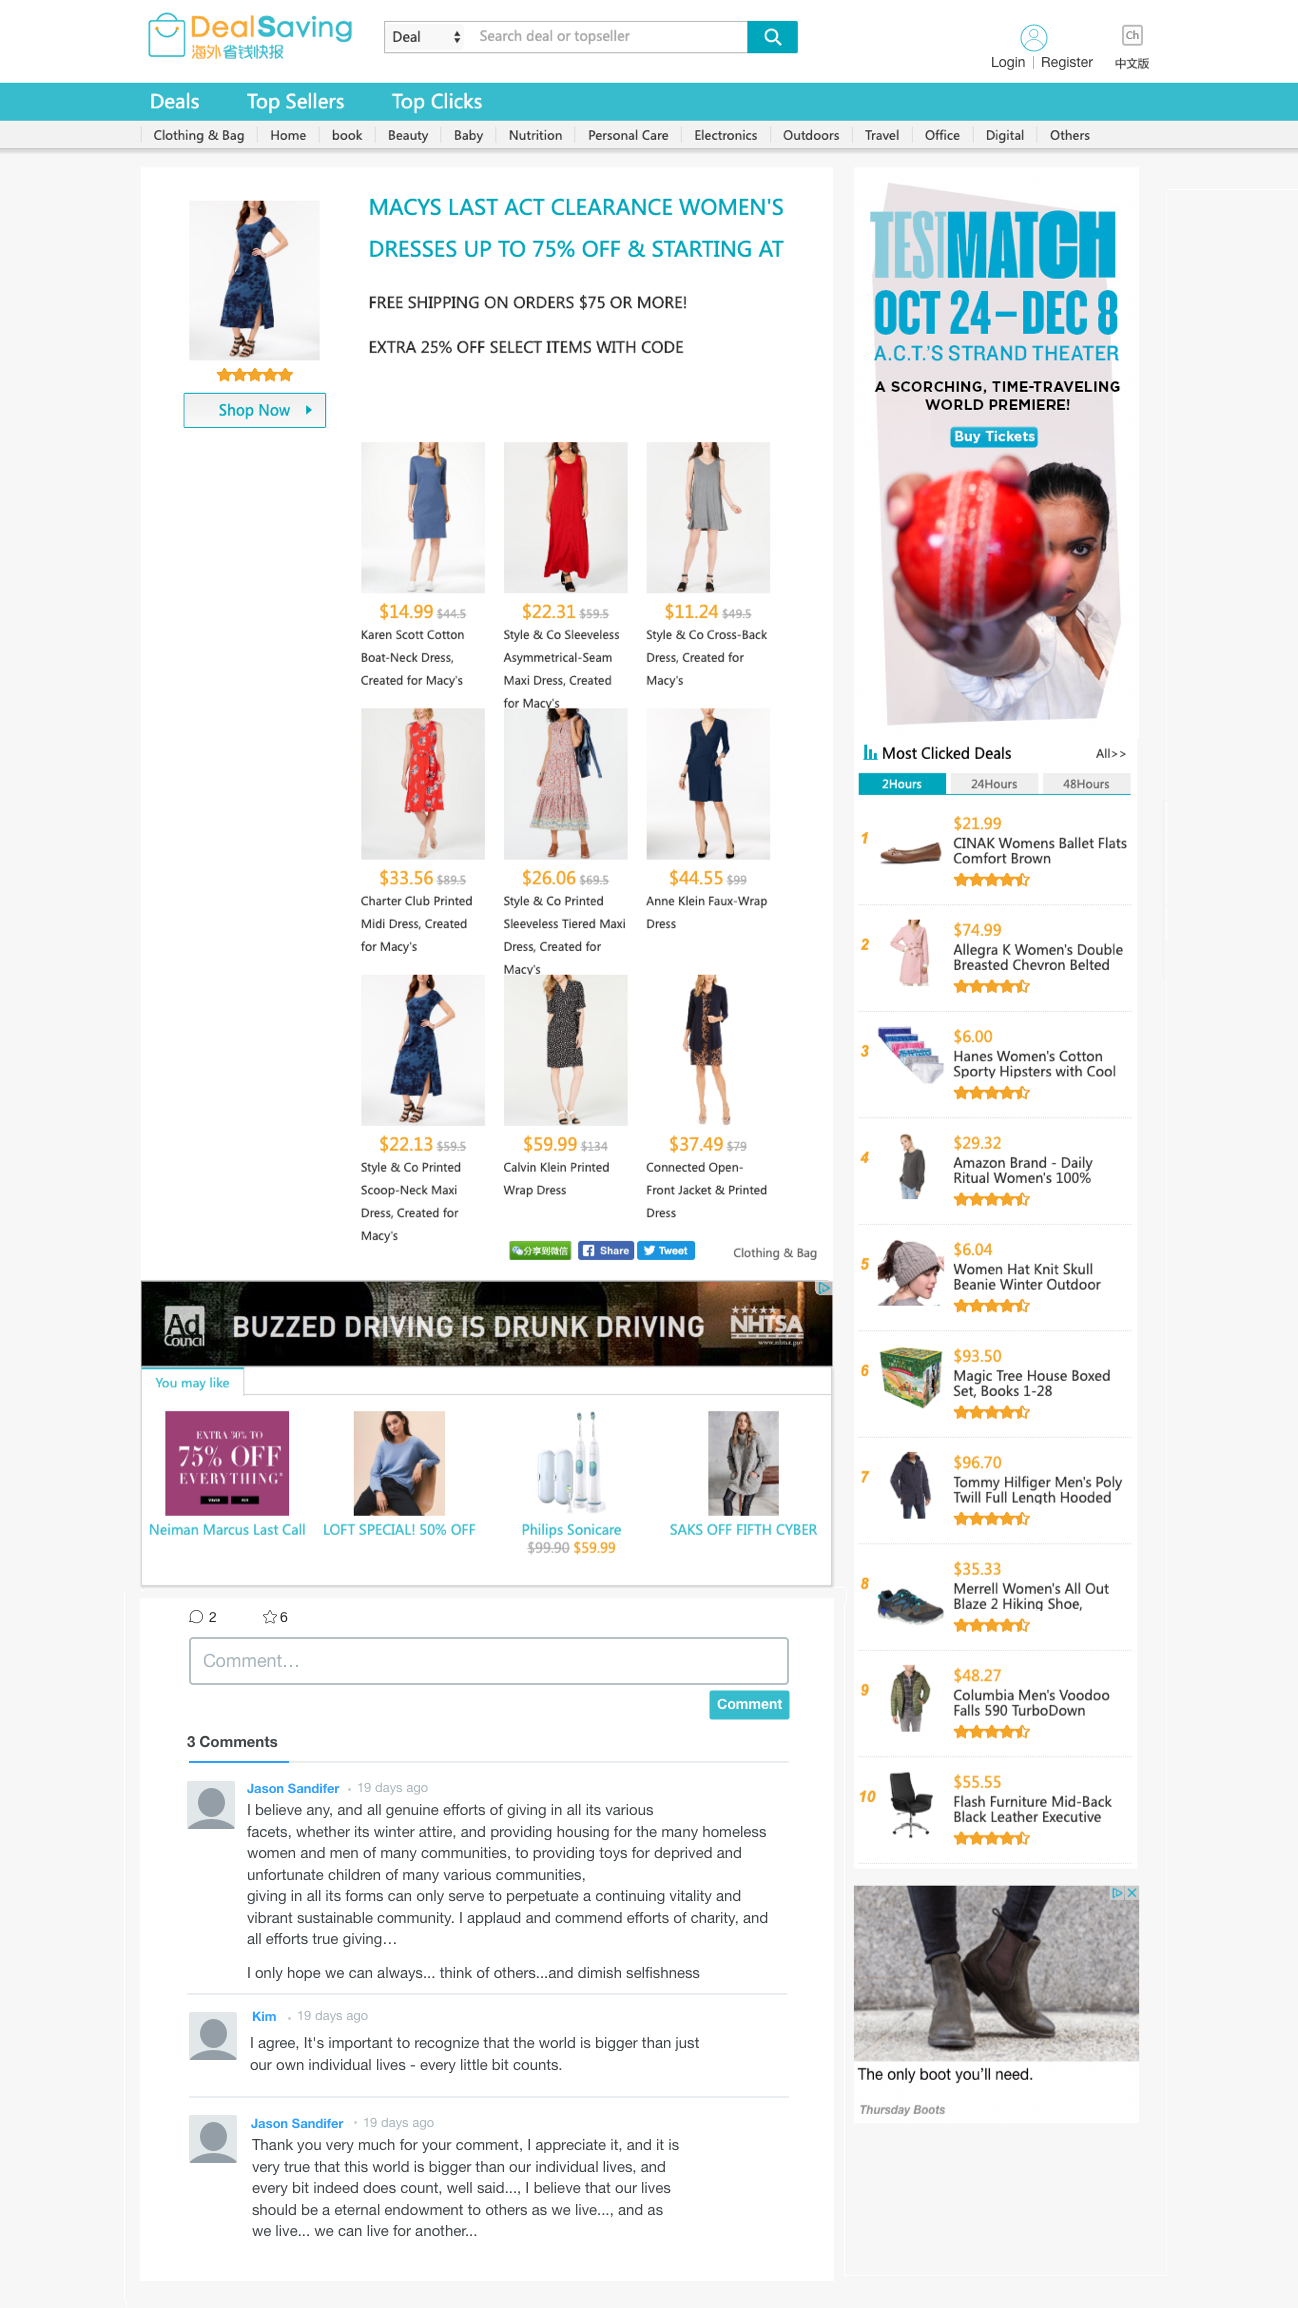 DealSaving
海外省钱快报
Deal
Search deal or topseller
Login | Register
Ch
中文版
Deals
Top Sellers
Top Clicks
Clothing & Bag
Home
book
Beauty
Baby
Nutrition
Personal Care
Electronics
Outdoors
Travel
Office
Digital
Others
MACYS LAST ACT CLEARANCE WOMEN'S
DRESSES UP TO 75% OFF & STARTING AT
FREE SHIPPING ON ORDERS $75 OR MORE!
EXTRA 25% OFF SELECT ITEMS WITH CODE
Shop Now
$14.99 $44.5
Karen Scott Cotton
Boat-Neck Dress,
Created for Macy's
$22.31 $59.5
Style & Co Sleeveless
Asymmetrical-Seam
Maxi Dress, Created
for Macy's
$11.24 $49.5
Style & Co Cross-Back
Dress, Created for
Macy's
$33.56 $89.5
Charter Club Printed
Midi Dress, Created
for Macy's
$26.06 $69.5
Style & Co Printed
Sleeveless Tiered Maxi
Dress, Created for
Macy's
$44.55 $99
Anne Klein Faux-Wrap
Dress
$22.13 $59.5
Style & Co Printed
Scoop-Neck Maxi
Dress, Created for
Macy's
$59.99 $134
Calvin Klein Printed
Wrap Dress
$37.49 $79
Connected Open-
Front Jacket & Printed
Dress
分享到微信
Share
Tweet
Clothing & Bag
Ad
Council
BUZZED DRIVING IS DRUNK DRIVING
NHTSA
www.nhtsa.gov
You may like
EXTRA 30% TO
75% OFF
EVERYTHING*
Neiman Marcus Last Call
LOFT SPECIAL! 50% OFF
Philips Sonicare
$99.90 $59.99
SAKS OFF FIFTH CYBER
2
6
Comment...
Comment
3 Comments
Jason Sandifer • 19 days ago
I believe any, and all genuine efforts of giving in all its various
facets, whether its winter attire, and providing housing for the many homeless
women and men of many communities, to providing toys for deprived and
unfortunate children of many various communities,
giving in all its forms can only serve to perpetuate a continuing vitality and
vibrant sustainable community. I applaud and commend efforts of charity, and
all efforts true giving...
I only hope we can always... think of others...and dimish selfishness
Kim • 19 days ago
I agree, It's important to recognize that the world is bigger than just
our own individual lives - every little bit counts.
Jason Sandifer • 19 days ago
Thank you very much for your comment, I appreciate it, and it is
very true that this world is bigger than our individual lives, and
every bit indeed does count, well said..., I believe that our lives
should be a eternal endowment to others as we live..., and as
we live... we can live for another...
TESTMATCH
OCT 24–DEC 8
A.C.T.'S STRAND THEATER
A SCORCHING, TIME-TRAVELING
WORLD PREMIERE!
Buy Tickets
Most Clicked Deals
All>>
2Hours
24Hours
48Hours
1
$21.99
CINAK Womens Ballet Flats
Comfort Brown
2
$74.99
Allegra K Women's Double
Breasted Chevron Belted
3
$6.00
Hanes Women's Cotton
Sporty Hipsters with Cool
4
$29.32
Amazon Brand - Daily
Ritual Women's 100%
5
$6.04
Women Hat Knit Skull
Beanie Winter Outdoor
6
$93.50
Magic Tree House Boxed
Set, Books 1-28
7
$96.70
Tommy Hilfiger Men's Poly
Twill Full Length Hooded
8
$35.33
Merrell Women's All Out
Blaze 2 Hiking Shoe,
9
$48.27
Columbia Men's Voodoo
Falls 590 TurboDown
10
$55.55
Flash Furniture Mid-Back
Black Leather Executive
The only boot you'll need.
Thursday Boots